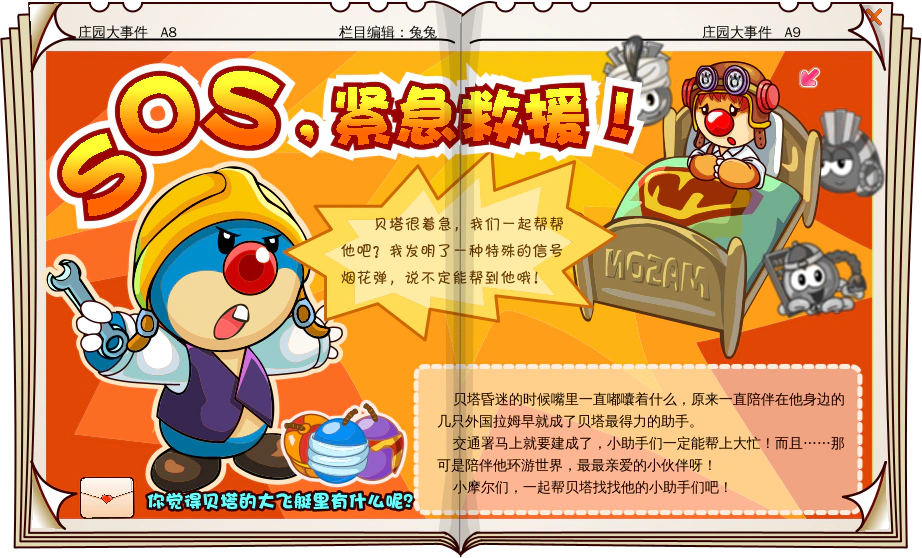 庄园大事件 A8
栏目编辑：兔兔
庄园大事件 A9
SOS，紧急救援！
贝塔很着急，我们一起帮帮
他吧？我发明了一种特殊的信号
烟花弹，说不定能帮到他哦！
MASON
贝塔昏迷的时候嘴里一直嘟囔着什么，原来一直陪伴在他身边的
几只外国拉姆早就成了贝塔最得力的助手。
交通署马上就要建成了，小助手们一定能帮上大忙！而且……那
可是陪伴他环游世界，最最亲爱的小伙伴呀！
小摩尔们，一起帮贝塔找找他的小助手们吧！
你觉得贝塔的大飞艇里有什么呢？